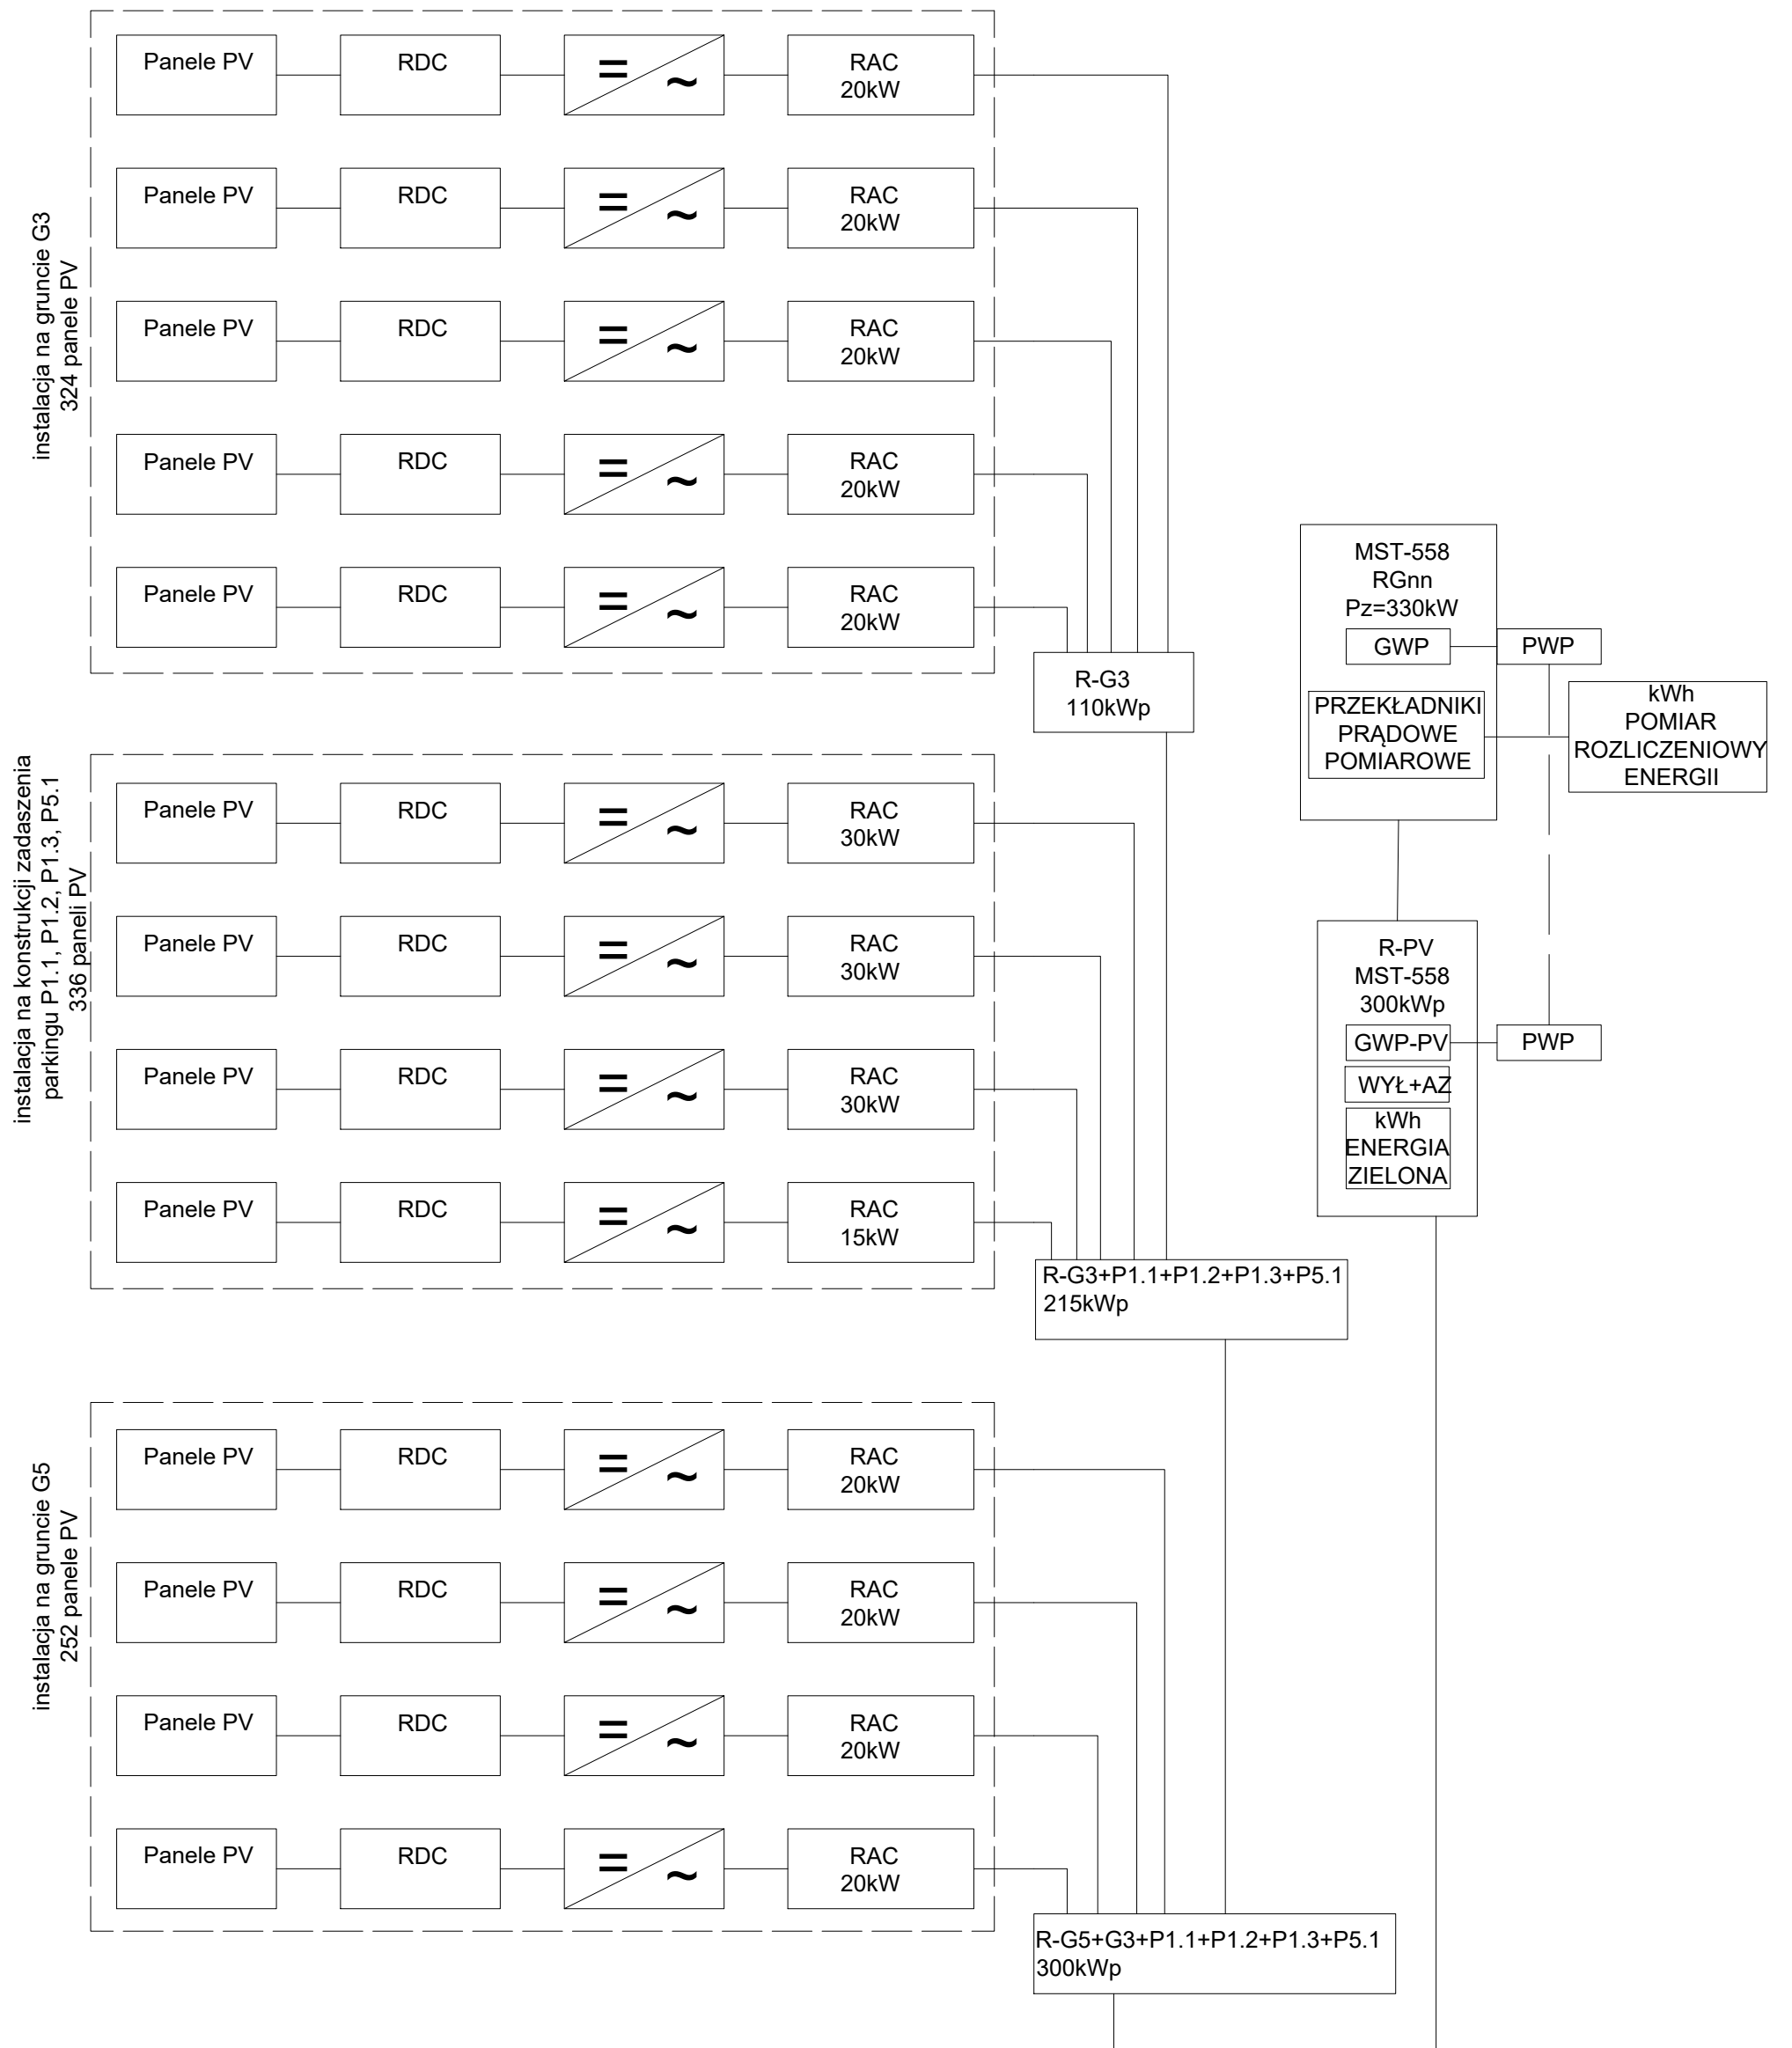 instalacja na gruncie G3
324 panele PV
Panele PV
RDC
=
~
RAC
20kW
Panele PV
RDC
=
~
RAC
20kW
Panele PV
RDC
=
~
RAC
20kW
Panele PV
RDC
=
~
RAC
20kW
Panele PV
RDC
=
~
RAC
20kW
R-G3
110kWp
instalacja na konstrukcji zadaszenia
parkingu P1.1, P1.2, P1.3, P5.1
336 paneli PV
Panele PV
RDC
=
~
RAC
30kW
Panele PV
RDC
=
~
RAC
30kW
Panele PV
RDC
=
~
RAC
30kW
Panele PV
RDC
=
~
RAC
15kW
R-G3+P1.1+P1.2+P1.3+P5.1
215kWp
instalacja na gruncie G5
252 panele PV
Panele PV
RDC
=
~
RAC
20kW
Panele PV
RDC
=
~
RAC
20kW
Panele PV
RDC
=
~
RAC
20kW
Panele PV
RDC
=
~
RAC
20kW
R-G5+G3+P1.1+P1.2+P1.3+P5.1
300kWp
MST-558
RGnn
Pz=330kW
GWP
PWP
PRZEKŁADNIKI
PRĄDOWE
POMIAROWE
kWh
POMIAR
ROZLICZENIOWY
ENERGII
R-PV
MST-558
300kWp
GWP-PV
PWP
WYŁ+AZ
kWh
ENERGIA
ZIELONA